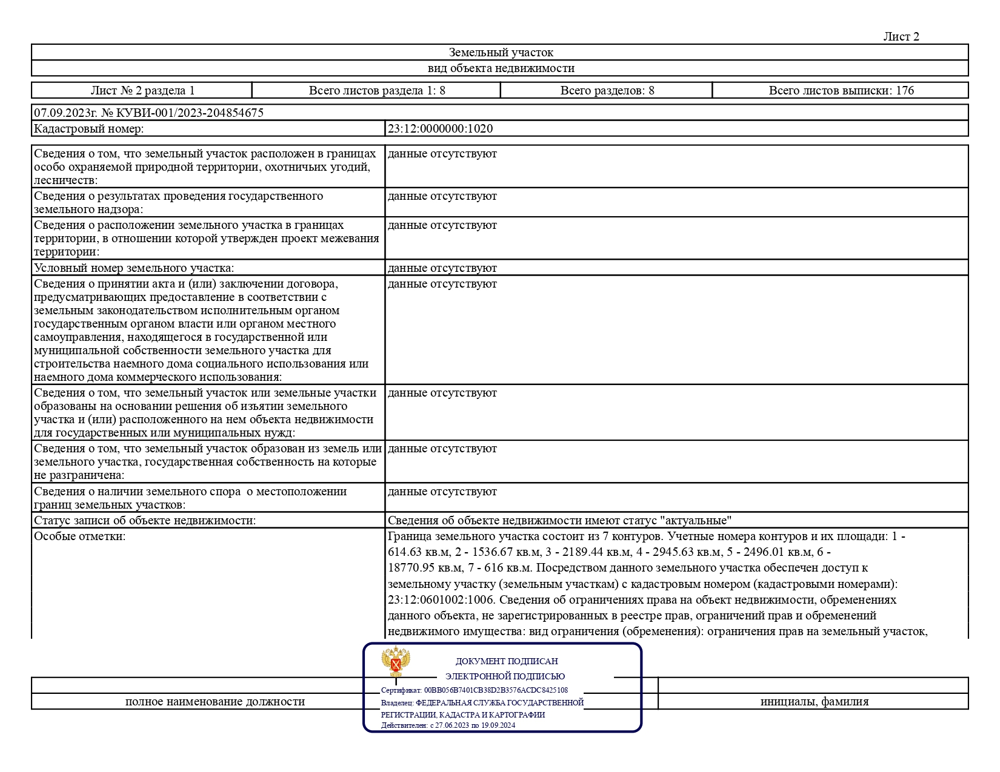 Лист 2
Земельный участок
вид объекта недвижимости
Лист № 2 раздела 1 Всего листов раздела 1: 8 Всего разделов: 8 Всего листов выписки: 176
07.09.2023г. № КУВИ-001/2023-204854675
Кадастровый номер: 23:12:0000000:1020
Сведения о том, что земельный участок расположен в границах данные отсутствуют
особо охраняемой природной территории, охотничьих угодий,
лесничеств:
Сведения о результатах проведения государственного данные отсутствуют
земельного надзора:
Сведения о расположении земельного участка в границах данные отсутствуют
территории, в отношении которой утвержден проект межевания
территории:
Условный номер земельного участка: данные отсутствуют
Сведения о принятии акта и (или) заключении договора, данные отсутствуют
предусматривающих предоставление в соответствии с
земельным законодательством исполнительным органом
государственным органом власти или органом местного
самоуправления, находящегося в государственной или
муниципальной собственности земельного участка для
строительства наемного дома социального использования или
наемного дома коммерческого использования:
Сведения о том, что земельный участок или земельные участки данные отсутствуют
образованы на основании решения об изъятии земельного
участка и (или) расположенного на нем объекта недвижимости
для государственных или муниципальных нужд:
Сведения о том, что земельный участок образован из земель или данные отсутствуют
земельного участка, государственная собственность на которые
не разграничена:
Сведения о наличии земельного спора о местоположении данные отсутствуют
границ земельных участков:
Статус записи об объекте недвижимости: Сведения об объекте недвижимости имеют статус "актуальные"
Особые отметки: Граница земельного участка состоит из 7 контуров. Учетные номера контуров и их площади: 1 -
614.63 кв.м, 2 - 1536.67 кв.м, 3 - 2189.44 кв.м, 4 - 2945.63 кв.м, 5 - 2496.01 кв.м, 6 -
18770.95 кв.м, 7 - 616 кв.м. Посредством данного земельного участка обеспечен доступ к
земельному участку (земельным участкам) с кадастровым номером (кадастровыми номерами):
23:12:0601002:1006. Сведения об ограничениях права на объект недвижимости, обременениях
данного объекта, не зарегистрированных в реестре прав, ограничений прав и обременений
недвижимого имущества: вид ограничения (обременения): ограничения прав на земельный участок,
ДОКУМЕНТ ПОДПИСАН
ЭЛЕКТРОННОЙ ПОДПИСЬЮ
Сертификат: 00BB056B7401CB38D2B3576ACDC8425108
Владелец: ФЕДЕРАЛЬНАЯ СЛУЖБА ГОСУДАРСТВЕННОЙ
РЕГИСТРАЦИИ, КАДАСТРА И КАРТОГРАФИИ
Действителен: с 27.06.2023 по 19.09.2024
полное наименование должности инициалы, фамилия